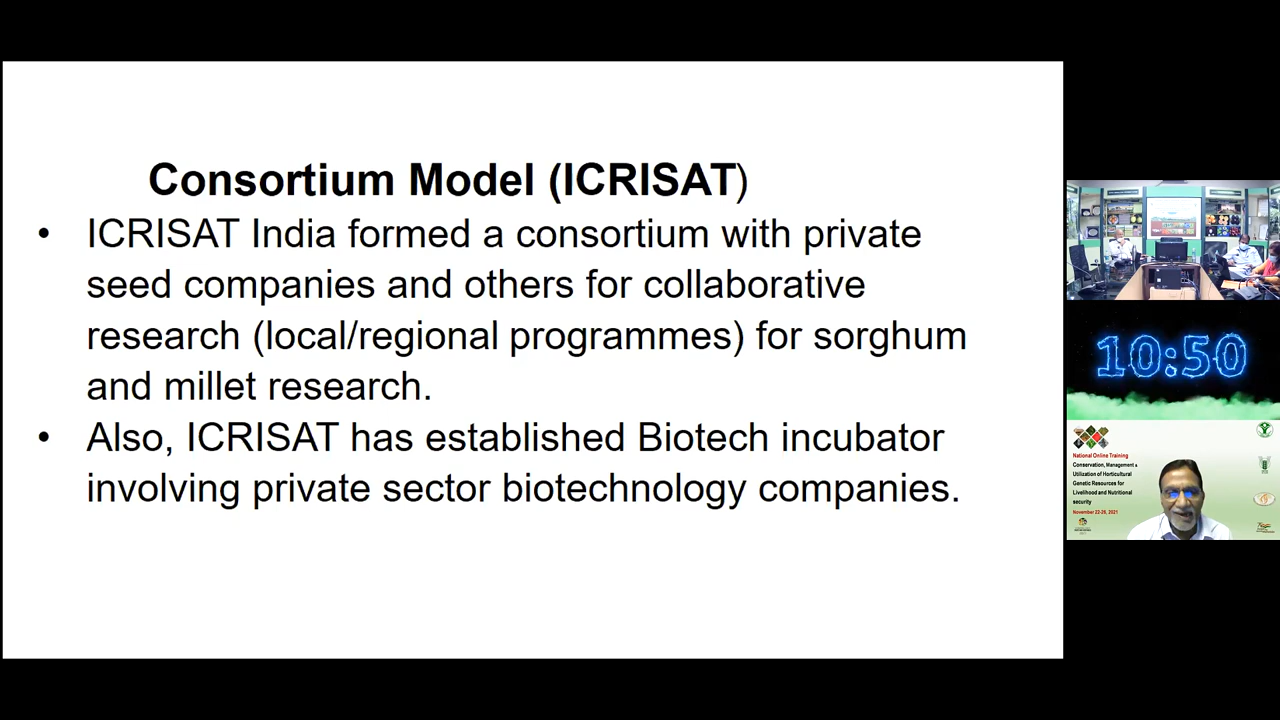 Consortium Model (ICRISAT)
• ICRISAT India formed a consortium with private
seed companies and others for collaborative
research (local/regional programmes) for sorghum
and millet research.
• Also, ICRISAT has established Biotech incubator
involving private sector biotechnology companies.
10:50
National Online Training
Conservation, Management &
Utilization of Horticultural
Genetic Resources for
Livelihood and Nutritional
security
November 22-26, 2021